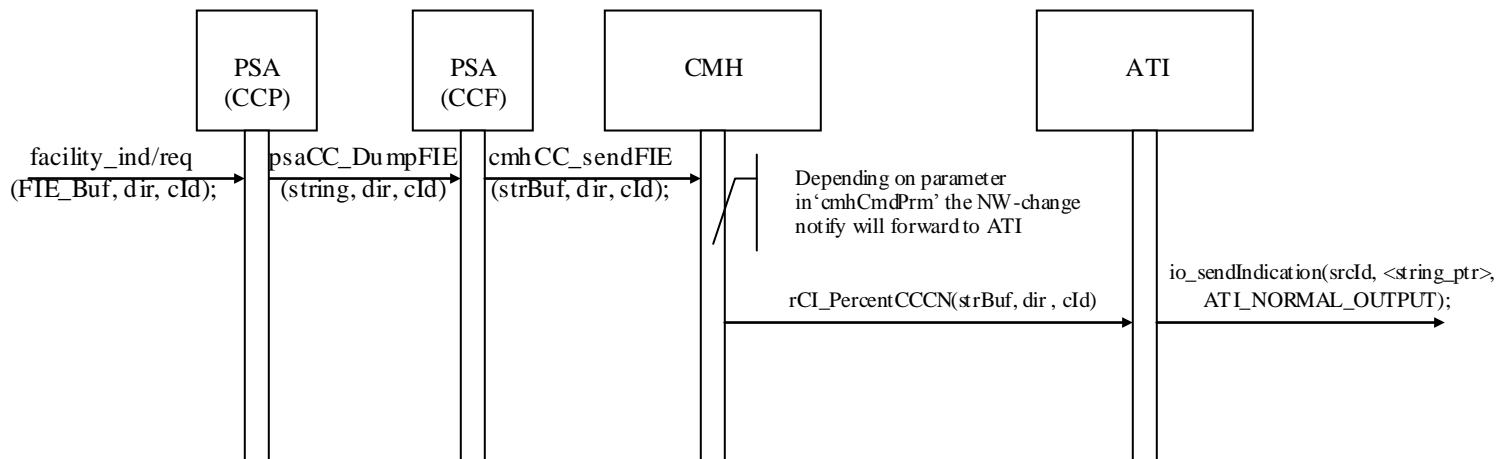 PSA
(CCP)
PSA
(CCF)
CMH
ATI
facility_ind/req
(FIE_Buf, dir, cId);
psaCC_DumpFIE
(string, dir, cId)
cmhCC_sendFIE
(strBuf, dir, cId);
Depending on parameter
in‘cmhCmdPrm’ the NW-change
notify will forward to ATI
io_sendIndication(srcId, <string_ptr>,
ATI_NORMAL_OUTPUT);
rCI_PercentCCCN(strBuf, dir , cId)